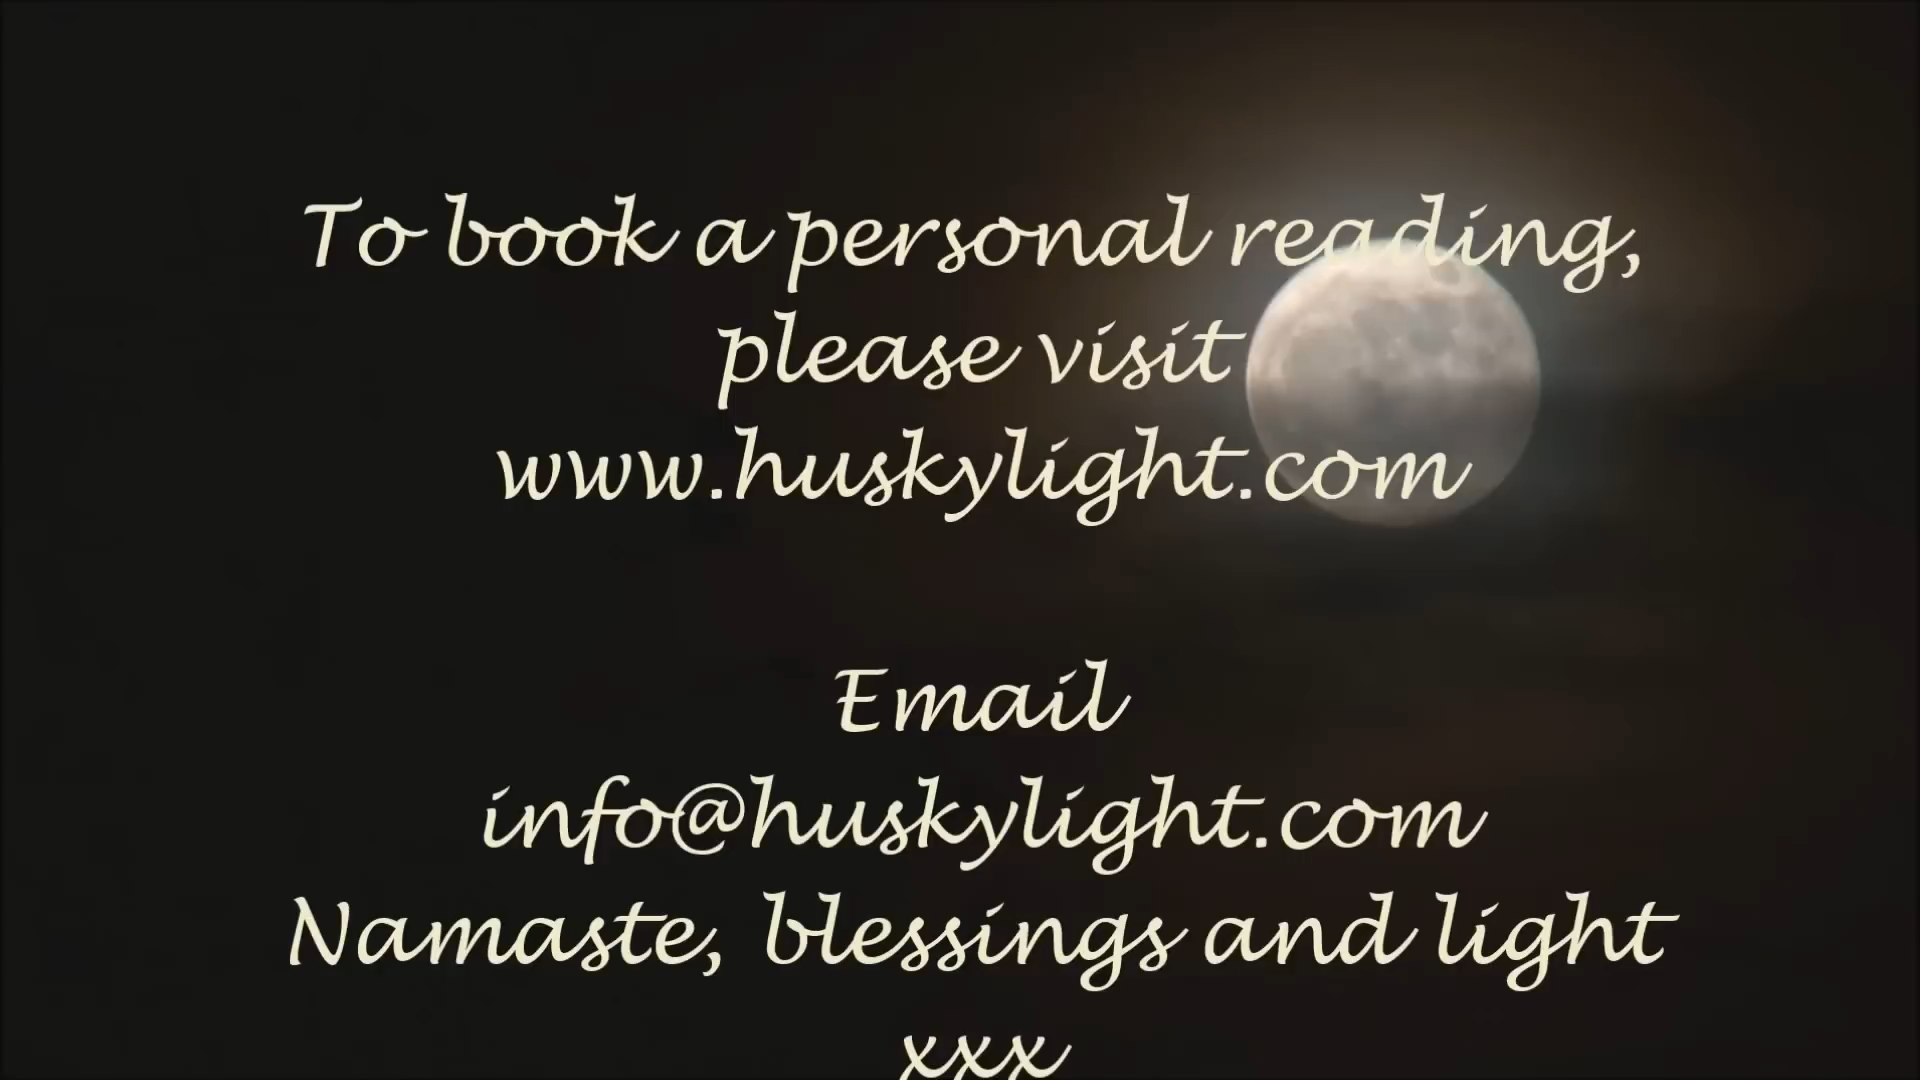 To book a personal reading,
please visit
www.huskylight.com
Email
info@huskylight.com
Namaste, blessings and light
xxx